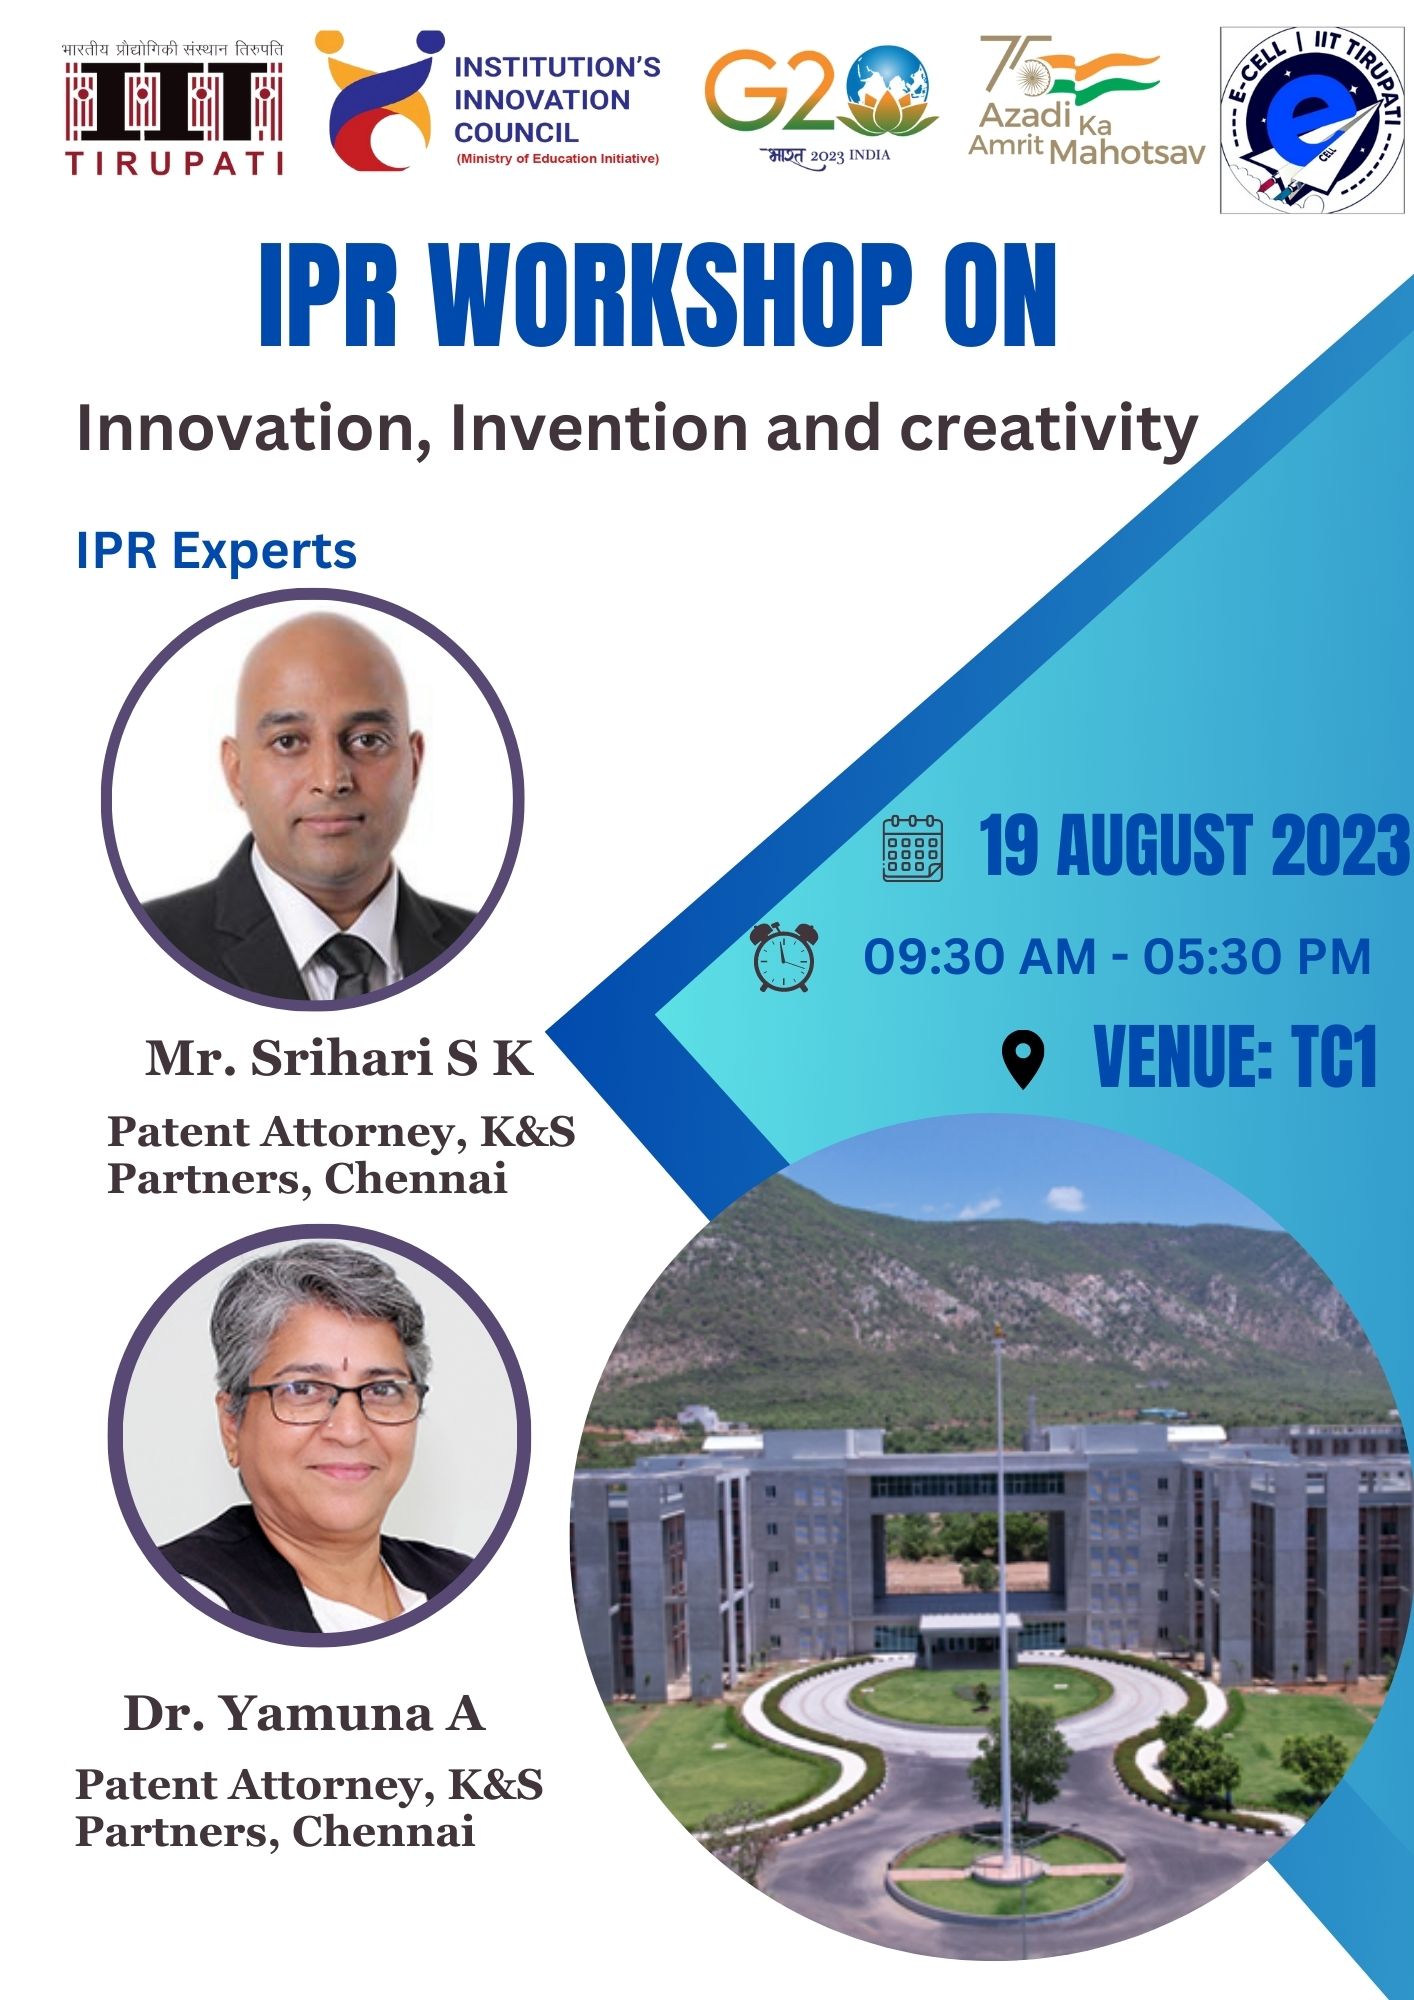 भारतीय प्रौद्योगिकी संस्थान तिरुपति
IIT
TIRUPATI
INSTITUTION'S
INNOVATION
COUNCIL
(Ministry of Education Initiative)
G20
भारत 2023 INDIA
75
Azadi Ka
Amrit Mahotsav
E-CELL | IIT TIRUPATI
e
CELL
IPR WORKSHOP ON
Innovation, Invention and creativity
IPR Experts
19 AUGUST 2023
09:30 AM - 05:30 PM
VENUE: TC1
Mr. Srihari S K
Patent Attorney, K&S
Partners, Chennai
Dr. Yamuna A
Patent Attorney, K&S
Partners, Chennai